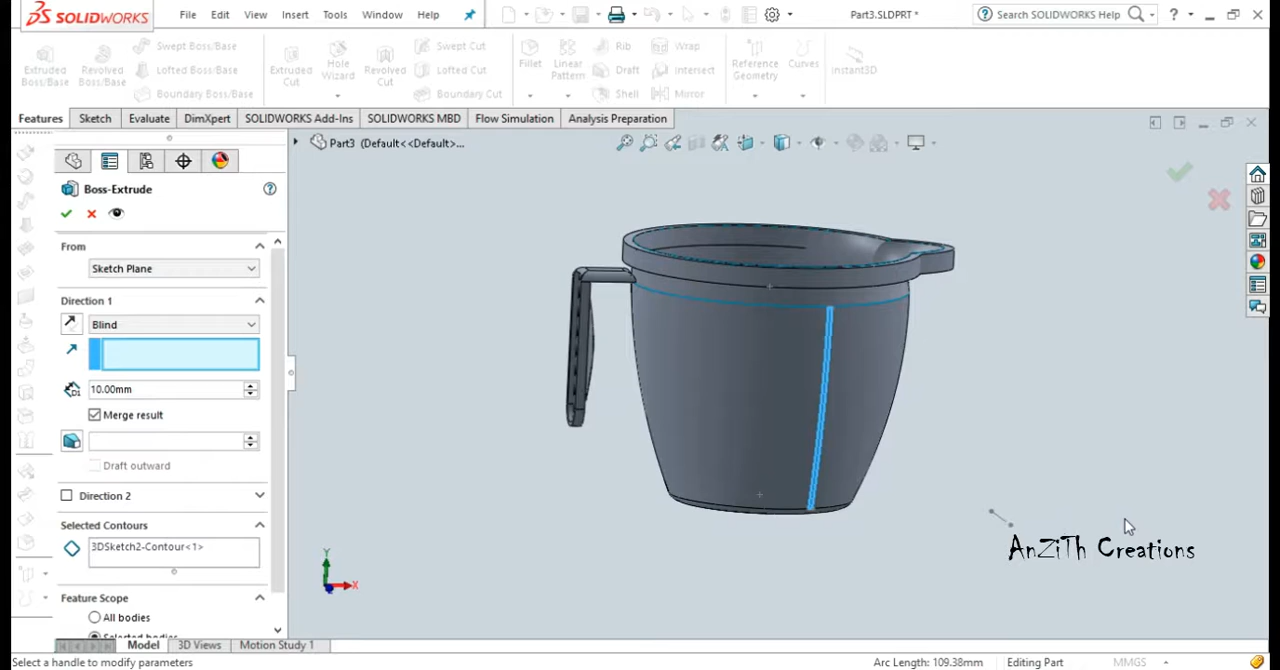 SOLIDWORKS File Edit View Insert Tools Window Help Part3.SLDPRT * Search SOLIDWORKS Help ?
Extruded Boss/Base Revolved Boss/Base Swept Boss/Base Lofted Boss/Base Boundary Boss/Base Extruded Cut Hole Wizard Revolved Cut Swept Cut Lofted Cut Boundary Cut Fillet Linear Pattern Rib Draft Shell Wrap Intersect Mirror Reference Geometry Curves Instant3D
Features Sketch Evaluate DimXpert SOLIDWORKS Add-Ins SOLIDWORKS MBD Flow Simulation Analysis Preparation
Part3 (Default<<Default>...
Boss-Extrude
From
Sketch Plane
Direction 1
Blind
10.00mm
Merge result
Draft outward
Direction 2
Selected Contours
3DSketch2-Contour<1>
Feature Scope
All bodies
Selected bodies
Y
X
AnZiTh Creations
Model 3D Views Motion Study 1
Select a handle to modify parameters Arc Length: 109.38mm Editing Part MMGS